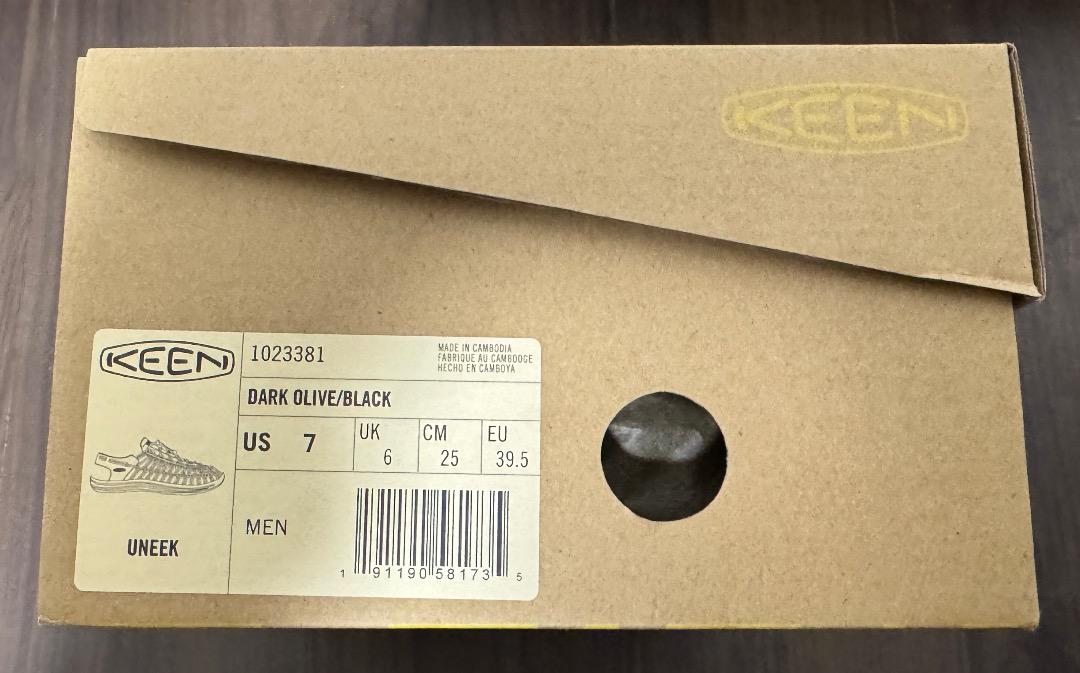 KEEN
KEEN
1023381
MADE IN CAMBODIA
FABRIQUE AU CAMBODGE
HECHO EN CAMBOYA
DARK OLIVE/BLACK
US 7
UK 6
CM 25
EU 39.5
UNEEK
MEN
1 91190 58173 5